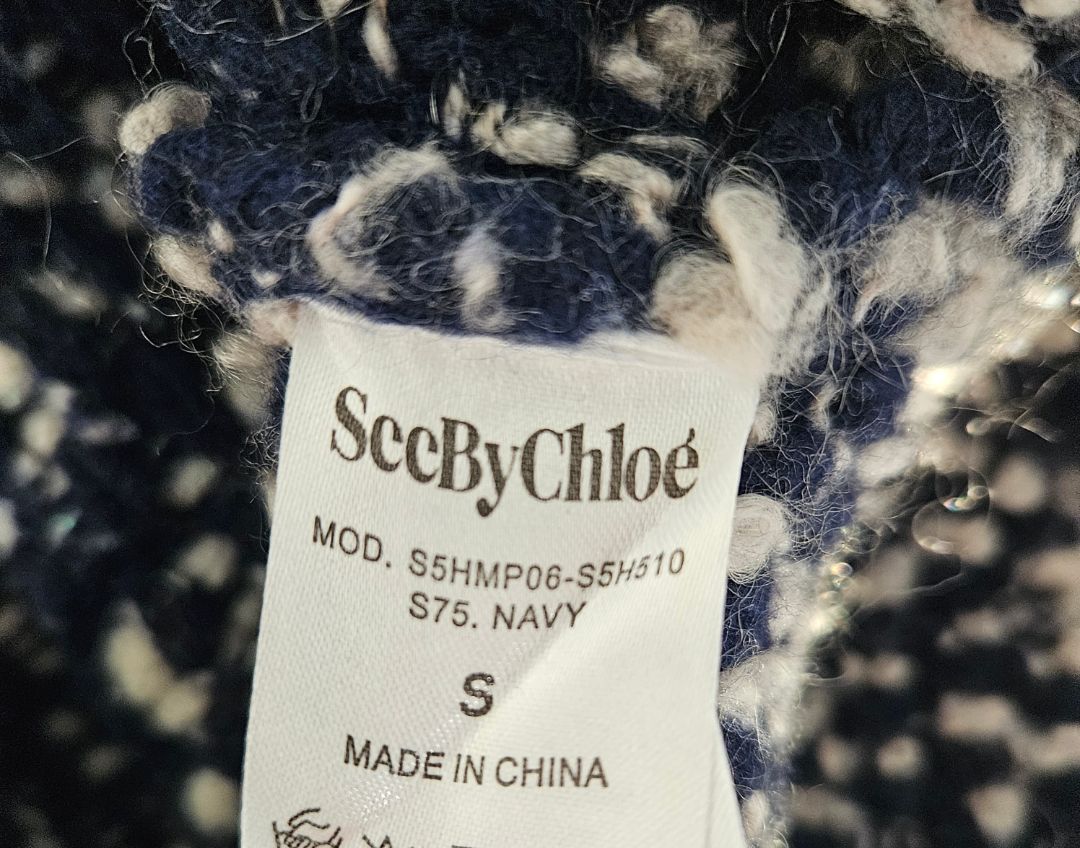 SeeByChloé
MOD. S5HMP06-S5H510
S75. NAVY
S
MADE IN CHINA